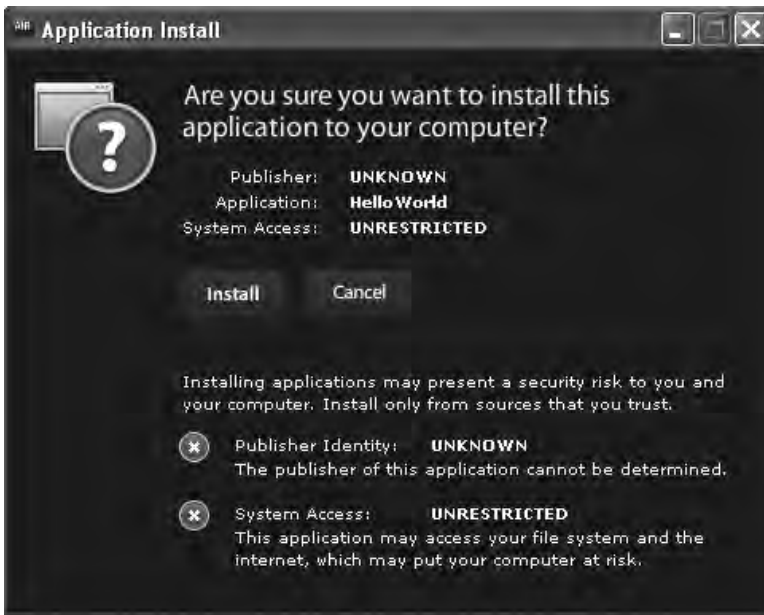 AIR Application Install
Are you sure you want to install this
application to your computer?
Publisher: UNKNOWN
Application: HelloWorld
System Access: UNRESTRICTED
Install Cancel
Installing applications may present a security risk to you and
your computer. Install only from sources that you trust.
Publisher Identity: UNKNOWN
The publisher of this application cannot be determined.
System Access: UNRESTRICTED
This application may access your file system and the
internet, which may put your computer at risk.